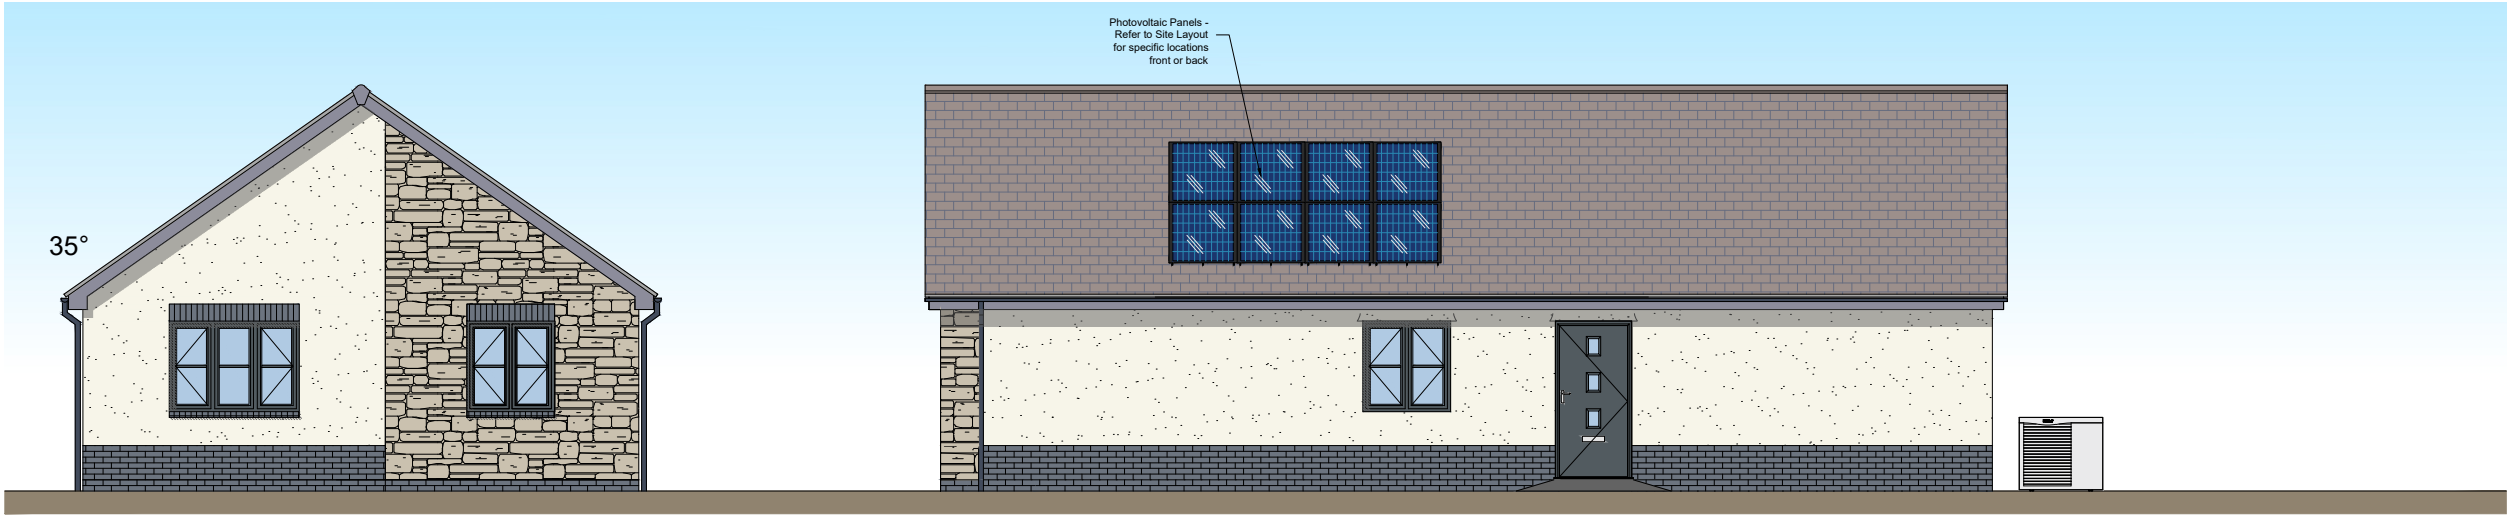 Photovoltaic Panels -
Refer to Site Layout
for specific locations
front or back
35°